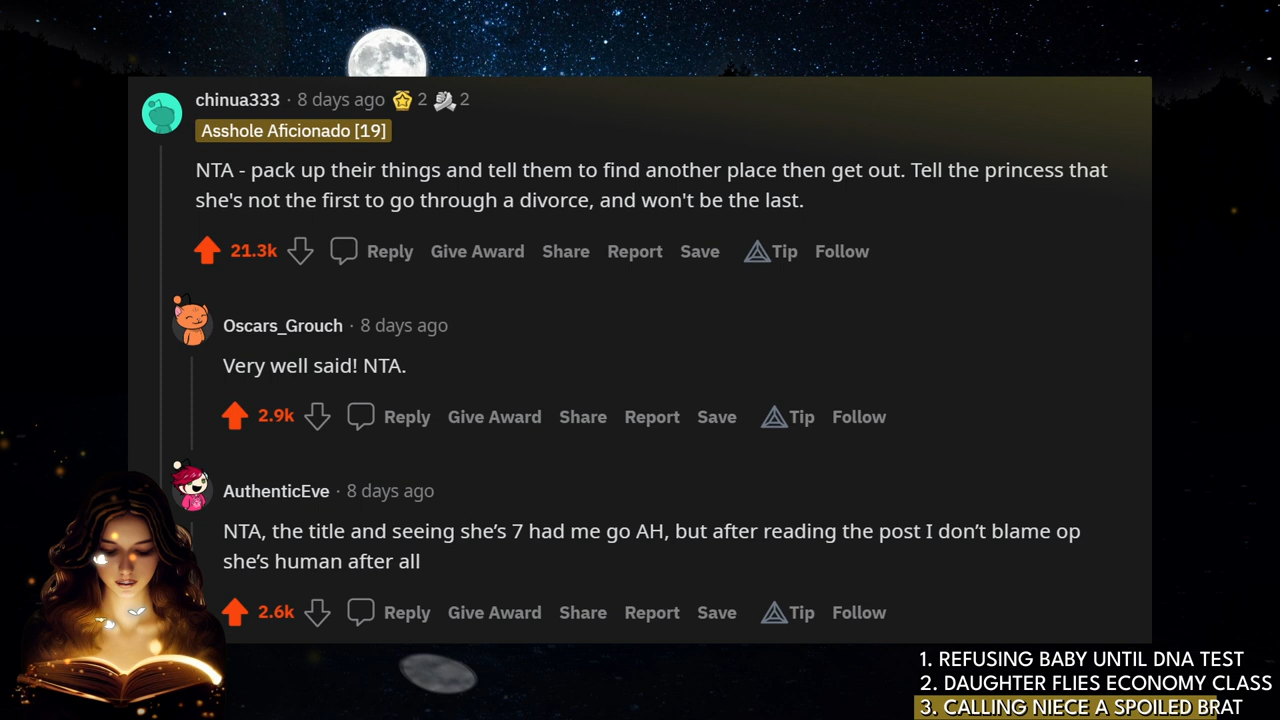 chinua333 · 8 days ago 2 2
Asshole Aficionado [19]
NTA - pack up their things and tell them to find another place then get out. Tell the princess that
she's not the first to go through a divorce, and won't be the last.
21.3k Reply Give Award Share Report Save Tip Follow
Oscars_Grouch · 8 days ago
Very well said! NTA.
2.9k Reply Give Award Share Report Save Tip Follow
AuthenticEve · 8 days ago
NTA, the title and seeing she’s 7 had me go AH, but after reading the post I don’t blame op
she’s human after all
2.6k Reply Give Award Share Report Save Tip Follow
1. REFUSING BABY UNTIL DNA TEST
2. DAUGHTER FLIES ECONOMY CLASS
3. CALLING NIECE A SPOILED BRAT